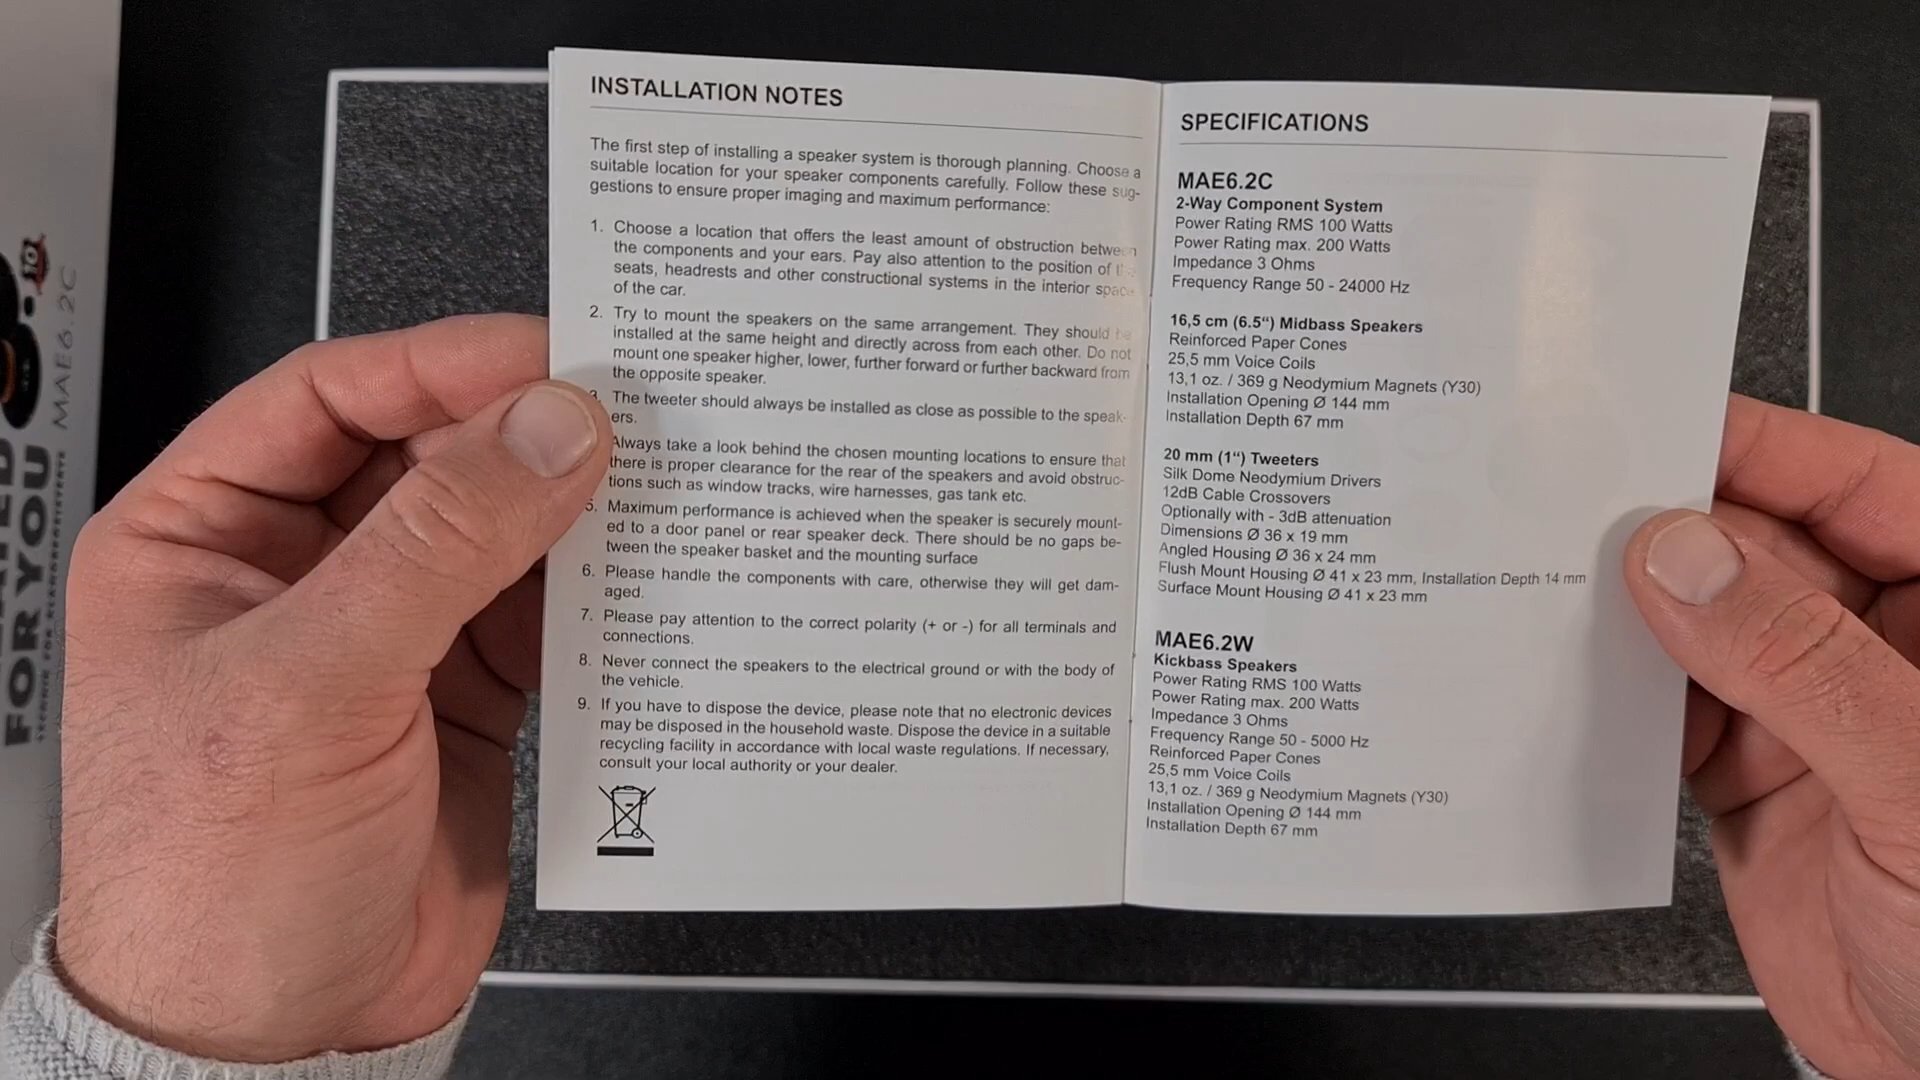 INSTALLATION NOTES
The first step of installing a speaker system is thorough planning. Choose a
suitable location for your speaker components carefully. Follow these sug-
gestions to ensure proper imaging and maximum performance:
1. Choose a location that offers the least amount of obstruction between
the components and your ears. Pay also attention to the position of the
seats, headrests and other constructional systems in the interior space
of the car.
2. Try to mount the speakers on the same arrangement. They should be
installed at the same height and directly across from each other. Do not
mount one speaker higher, lower, further forward or further backward from
the opposite speaker.
3. The tweeter should always be installed as close as possible to the speak-
ers.
Always take a look behind the chosen mounting locations to ensure that
there is proper clearance for the rear of the speakers and avoid obstruc-
tions such as window tracks, wire harnesses, gas tank etc.
5. Maximum performance is achieved when the speaker is securely mount-
ed to a door panel or rear speaker deck. There should be no gaps be-
tween the speaker basket and the mounting surface
6. Please handle the components with care, otherwise they will get dam-
aged.
7. Please pay attention to the correct polarity (+ or -) for all terminals and
connections.
8. Never connect the speakers to the electrical ground or with the body of
the vehicle.
9. If you have to dispose the device, please note that no electronic devices
may be disposed in the household waste. Dispose the device in a suitable
recycling facility in accordance with local waste regulations. If necessary,
consult your local authority or your dealer.
SPECIFICATIONS
MAE6.2C
2-Way Component System
Power Rating RMS 100 Watts
Power Rating max. 200 Watts
Impedance 3 Ohms
Frequency Range 50 - 24000 Hz
16,5 cm (6.5“) Midbass Speakers
Reinforced Paper Cones
25,5 mm Voice Coils
13,1 oz. / 369 g Neodymium Magnets (Y30)
Installation Opening Ø 144 mm
Installation Depth 67 mm
20 mm (1“) Tweeters
Silk Dome Neodymium Drivers
12dB Cable Crossovers
Optionally with - 3dB attenuation
Dimensions Ø 36 x 19 mm
Angled Housing Ø 36 x 24 mm
Flush Mount Housing Ø 41 x 23 mm, Installation Depth 14 mm
Surface Mount Housing Ø 41 x 23 mm
MAE6.2W
Kickbass Speakers
Power Rating RMS 100 Watts
Power Rating max. 200 Watts
Impedance 3 Ohms
Frequency Range 50 - 5000 Hz
Reinforced Paper Cones
25,5 mm Voice Coils
13,1 oz. / 369 g Neodymium Magnets (Y30)
Installation Opening Ø 144 mm
Installation Depth 67 mm
FOR YOU
MAE6.2C